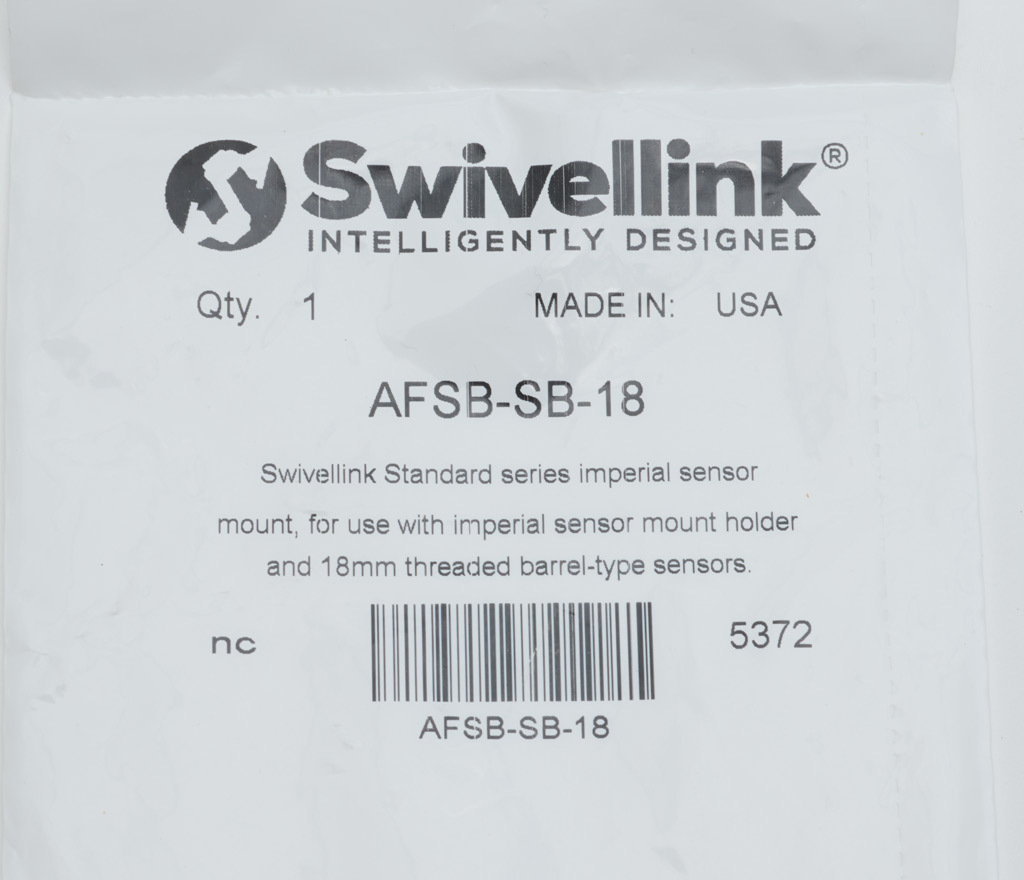 Swivellink®
INTELLIGENTLY DESIGNED
Qty. 1 MADE IN: USA
AFSB-SB-18
Swivellink Standard series imperial sensor
mount, for use with imperial sensor mount holder
and 18mm threaded barrel-type sensors.
nc 5372
AFSB-SB-18